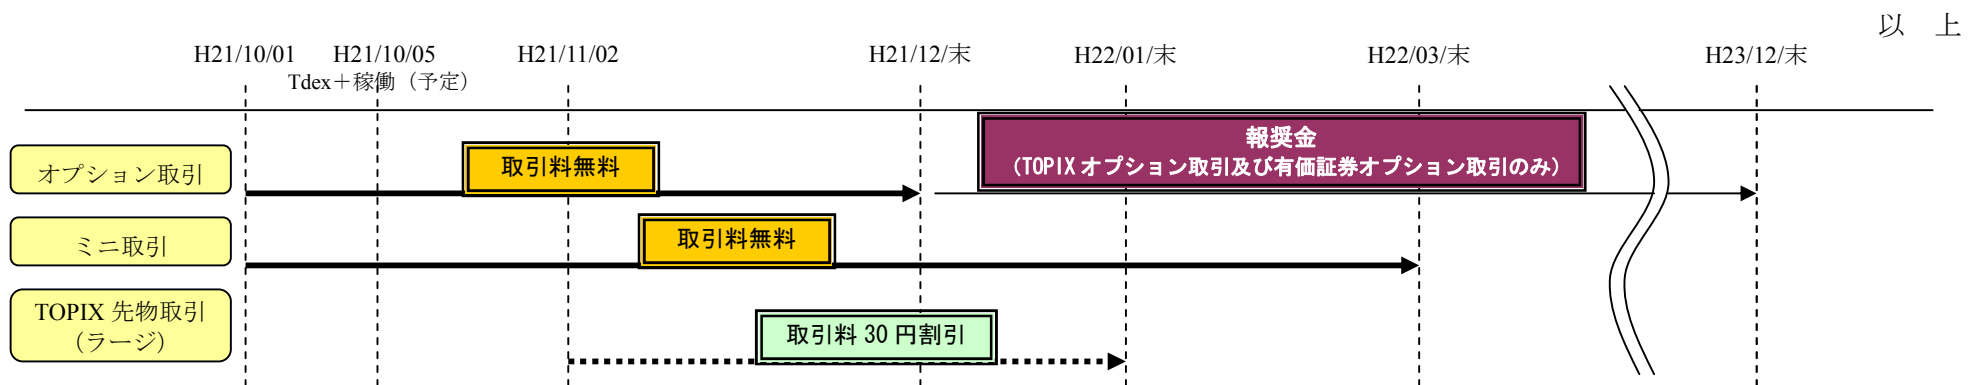 以 上
H21/10/01 H21/10/05 H21/11/02 H21/12/末 H22/01/末 H22/03/末 H23/12/末
Tdex＋稼働（予定）
報奨金
（TOPIX オプション取引及び有価証券オプション取引のみ）
オプション取引
取引料無料
ミニ取引
取引料無料
TOPIX 先物取引
（ラージ）
取引料 30 円割引